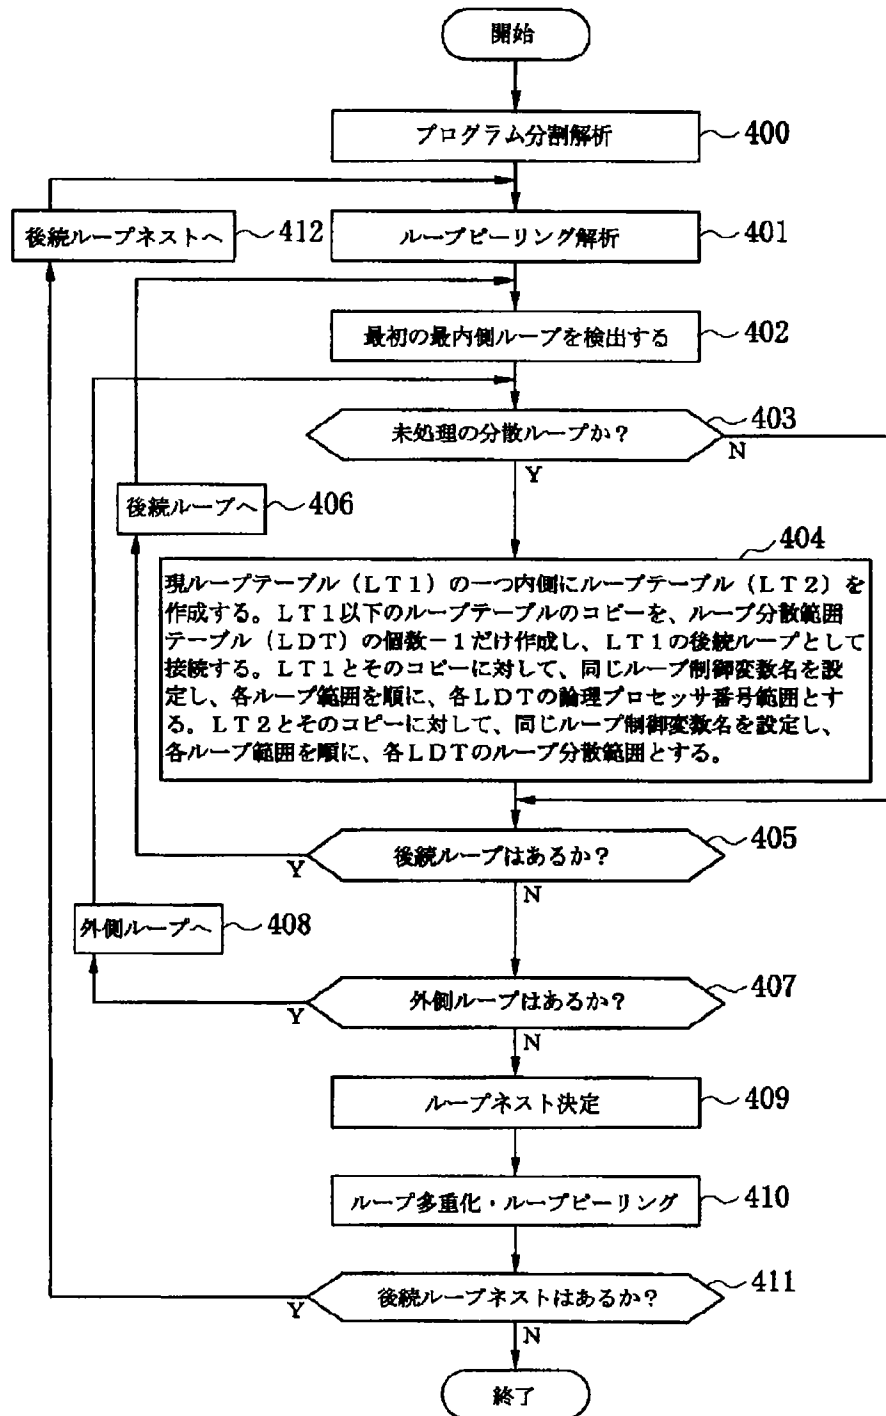 開始
プログラム分割解析
400
後続ループネストへ
412
ループピーリング解析
401
最初の最内側ループを検出する
402
未処理の分散ループか？
403
N
Y
後続ループへ
406
404
現ループテーブル（ＬＴ１）の一つ内側にループテーブル（ＬＴ２）を
作成する。ＬＴ１以下のループテーブルのコピーを、ループ分散範囲
テーブル（ＬＤＴ）の個数－１だけ作成し、ＬＴ１の後続ループとして
接続する。ＬＴ１とそのコピーに対して、同じループ制御変数名を設
定し、各ループ範囲を順に、各ＬＤＴの論理プロセッサ番号範囲とす
る。ＬＴ２とそのコピーに対して、同じループ制御変数名を設定し、
各ループ範囲を順に、各ＬＤＴのループ分散範囲とする。
後続ループはあるか？
405
Y
N
外側ループへ
408
外側ループはあるか？
407
Y
N
ループネスト決定
409
ループ多重化・ループピーリング
410
後続ループネストはあるか？
411
Y
N
終了